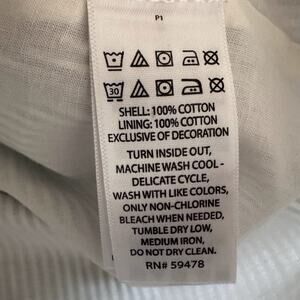 P1
30
SHELL: 100% COTTON
LINING: 100% COTTON
EXCLUSIVE OF DECORATION
TURN INSIDE OUT,
MACHINE WASH COOL -
DELICATE CYCLE,
WASH WITH LIKE COLORS,
ONLY NON-CHLORINE
BLEACH WHEN NEEDED,
TUMBLE DRY LOW,
MEDIUM IRON,
DO NOT DRY CLEAN.
RN# 59478